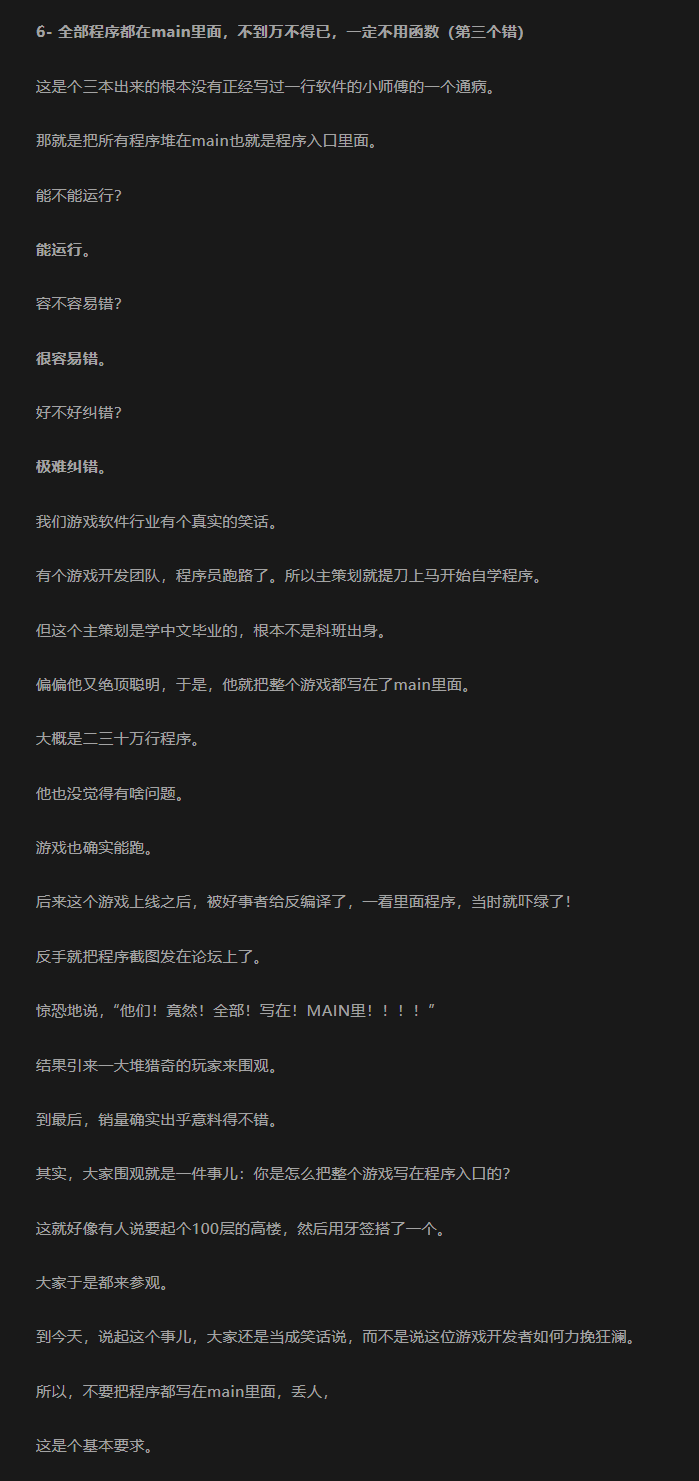 6- 全部程序都在main里面，不到万不得已，一定不用函数（第三个错）
这是个三本出来的根本没有正经写过一行软件的小师傅的一个通病。
那就是把所有程序堆在main也就是程序入口里面。
能不能运行？
能运行。
容不容易错？
很容易错。
好不好纠错？
极难纠错。
我们游戏软件行业有个真实的笑话。
有个游戏开发团队，程序员跑路了。所以主策划就提刀上马开始自学程序。
但这个主策划是学中文毕业的，根本不是科班出身。
偏偏他又绝顶聪明，于是，他就把整个游戏都写在了main里面。
大概是二三十万行程序。
他也没觉得有啥问题。
游戏也确实能跑。
后来这个游戏上线之后，被好事者给反编译了，一看里面程序，当时就吓绿了！
反手就把程序截图发在论坛上了。
惊恐地说，“他们！竟然！全部！写在！MAIN里！！！！”
结果引来一大堆猎奇的玩家来围观。
到最后，销量确实出乎意料得不错。
其实，大家围观就是一件事儿：你是怎么把整个游戏写在程序入口的？
这就好像有人说要起个100层的高楼，然后用牙签搭了一个。
大家于是都来参观。
到今天，说起这个事儿，大家还是当成笑话说，而不是说这位游戏开发者如何力挽狂澜。
所以，不要把程序都写在main里面，丢人，
这是个基本要求。